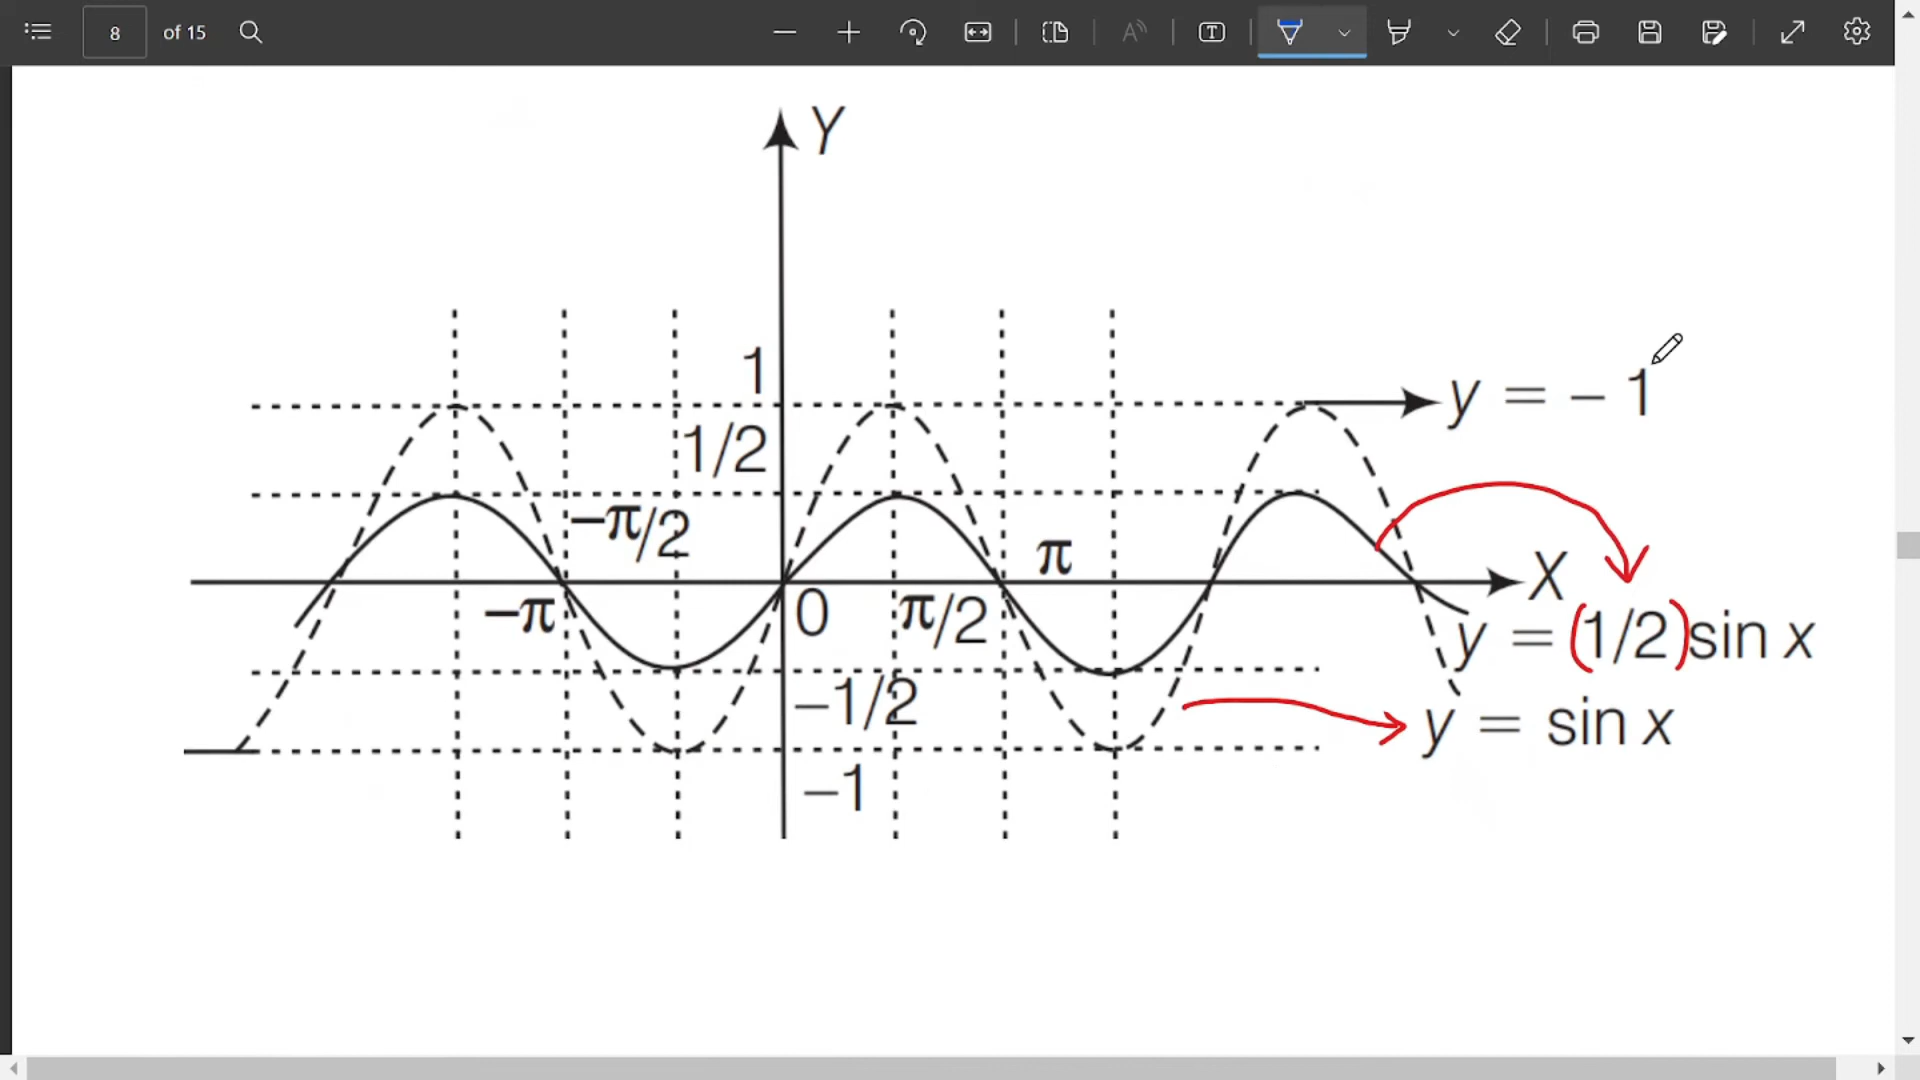 8 of 15
Y
1
y = – 1
1/2
–π/2
π
X
–π
0
π/2
y = (1/2) sin x
–1/2
y = sin x
–1